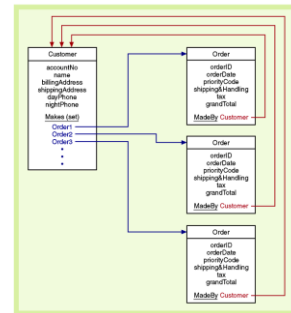 Customer
accountNo
name
billingAddress
shippingAddress
dayPhone
nightPhone
Makes (set)
Order1
Order2
Order3
Order
orderID
orderDate
priorityCode
shipping&Handling
tax
grandTotal
MadeBy Customer
Order
orderID
orderDate
priorityCode
shipping&Handling
tax
grandTotal
MadeBy Customer
Order
orderID
orderDate
priorityCode
shipping&Handling
tax
grandTotal
MadeBy Customer